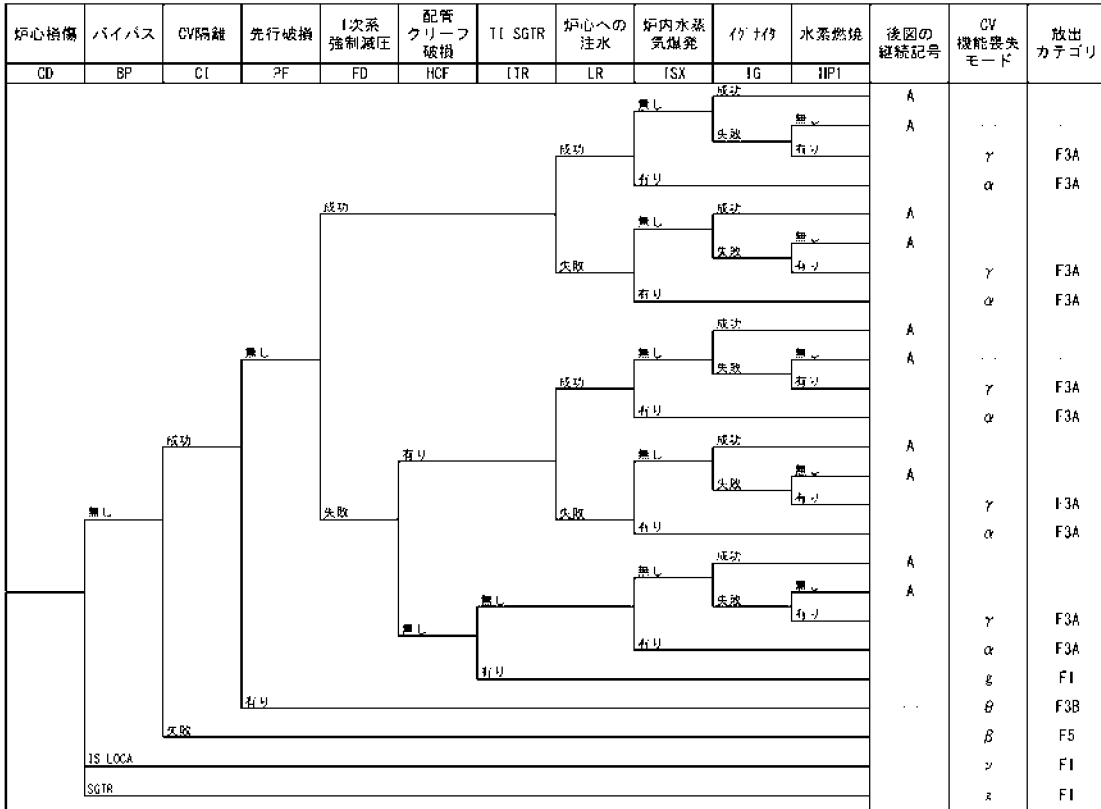 炉心損傷 バイパス CV隔離 先行破損 1次系強制減圧 配管クリープ破損 TI SGTR 炉心への注水 炉内水蒸気爆発 イグナイタ 水素燃焼 後図の継続記号 CV機能喪失モード 放出カテゴリ
CD BP CI PF FD HCF ITR LR ISX IG HP1
成功 A
無し
無し A
失敗
有り γ F3A
成功
有り α F3A
成功 成功 A
無し
無し A
失敗
失敗 有り γ F3A
有り α F3A
成功 A
無し 無し 無し A
失敗
成功 有り γ F3A
有り α F3A
成功 成功 A
有り 無し
無し A
失敗
無し 失敗 失敗 有り γ F3A
有り α F3A
成功 A
無し
無し A
無し 失敗
無し 有り γ F3A
有り α F3A
有り g F1
有り θ F3B
失敗 β F5
IS LOCA ν F1
SGTR g F1